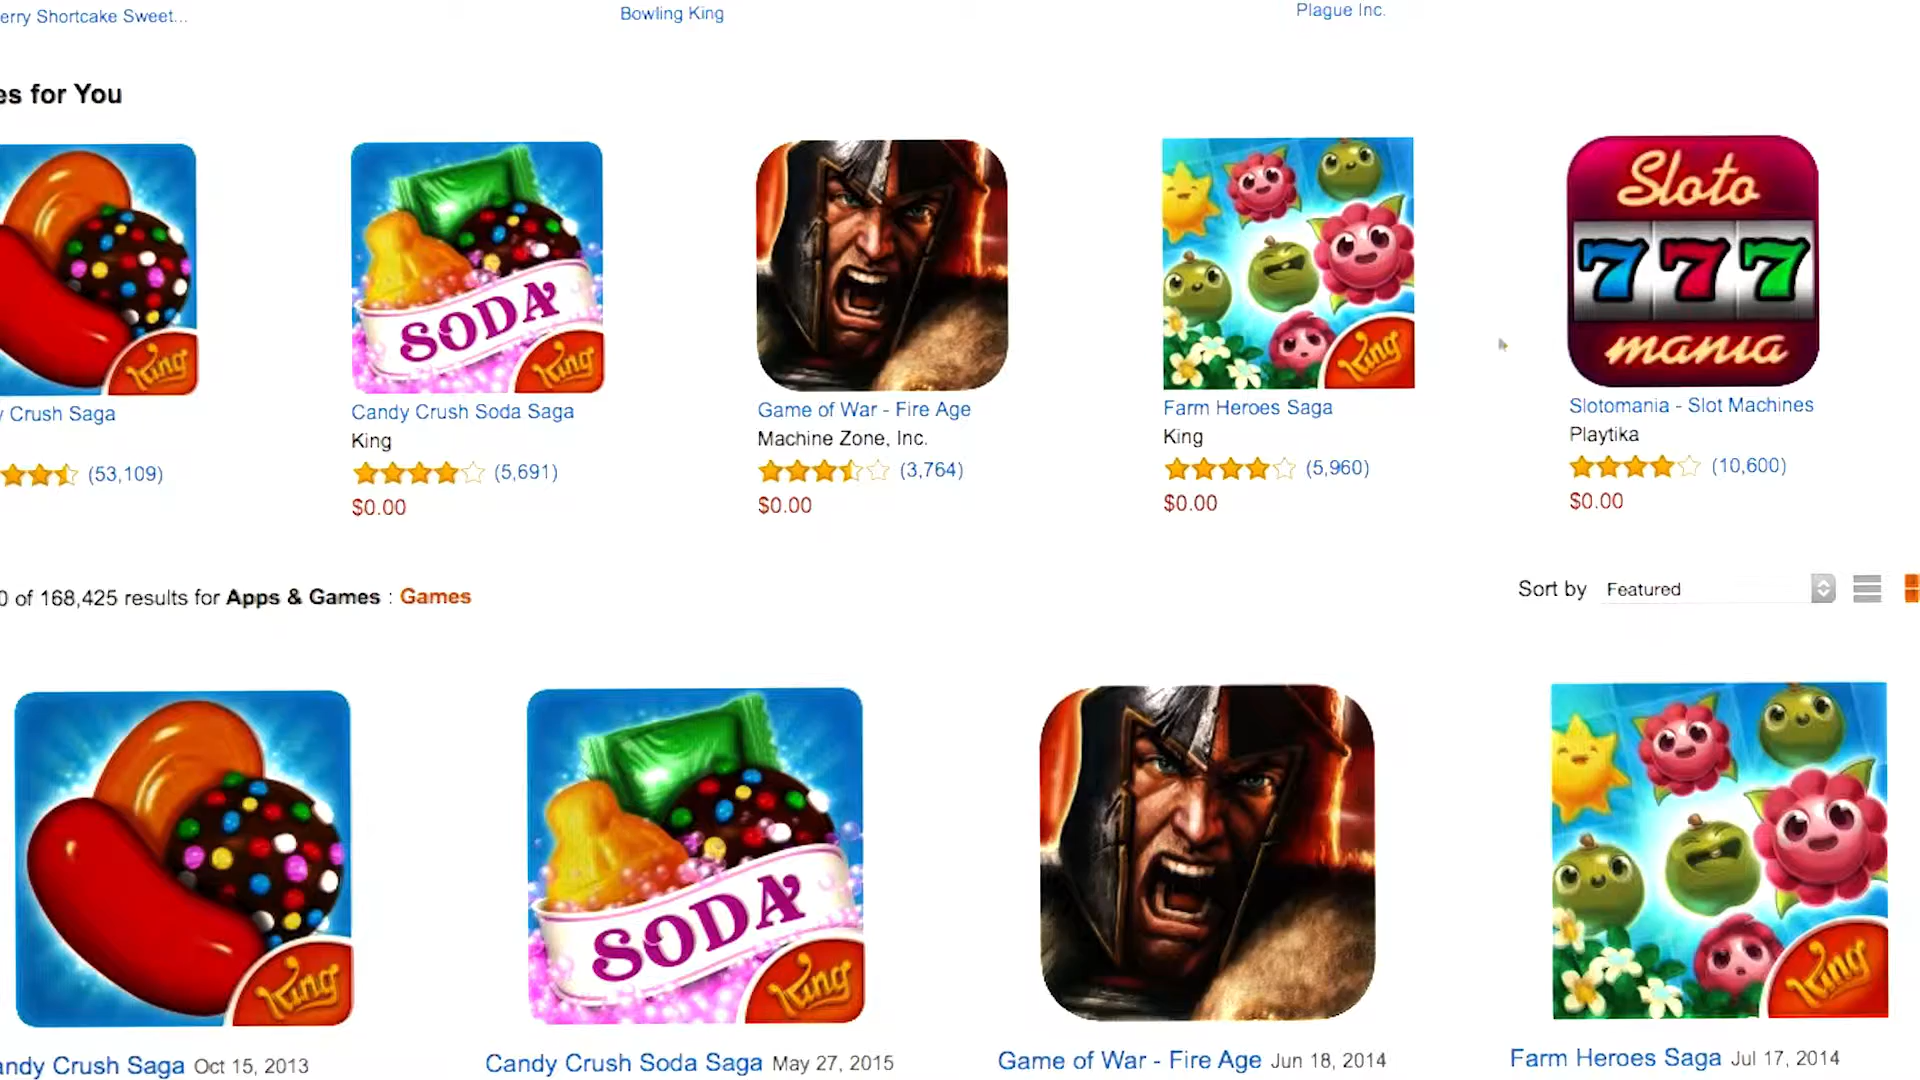 erry Shortcake Sweet...
Bowling King
Plague Inc.
es for You
King
SODA
King
King
Sloto
777
mania
y Crush Saga
Candy Crush Soda Saga
Game of War - Fire Age
Farm Heroes Saga
Slotomania - Slot Machines
King
Machine Zone, Inc.
King
Playtika
(53,109)
(5,691)
(3,764)
(5,960)
(10,600)
$0.00
$0.00
$0.00
$0.00
0 of 168,425 results for Apps & Games : Games
Sort by Featured
King
SODA
King
King
andy Crush Saga Oct 15, 2013
Candy Crush Soda Saga May 27, 2015
Game of War - Fire Age Jun 18, 2014
Farm Heroes Saga Jul 17, 2014